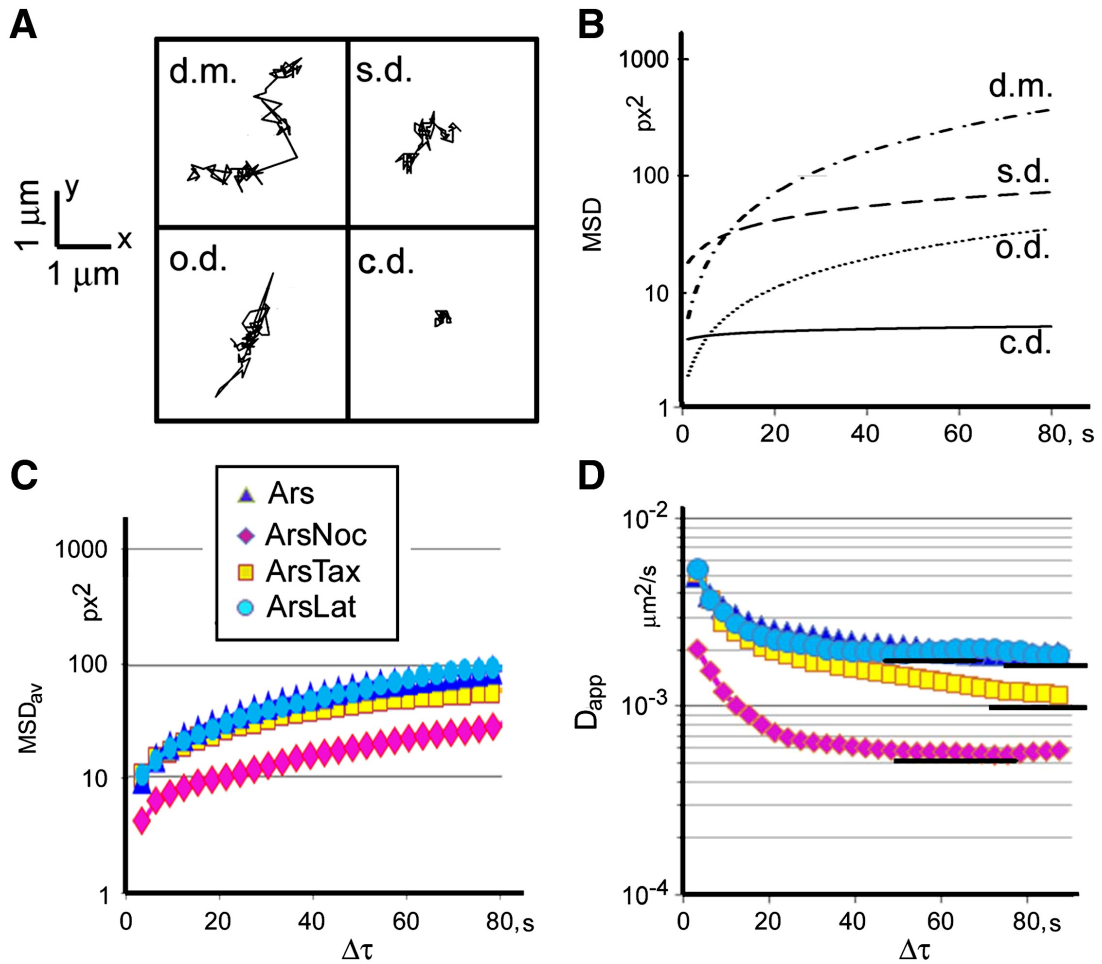 A
d.m.
s.d.
o.d.
c.d.
1 μm
y
x
1 μm
B
MSD
px²
1000
100
10
1
d.m.
s.d.
o.d.
c.d.
0
20
40
60
80, s
C
Ars
ArsNoc
ArsTax
ArsLat
MSDav
px²
1000
100
10
1
0
20
40
60
80, s
Δτ
D
Dapp
μm2/s
10-2
10-3
10-4
0
20
40
60
80, s
Δτ